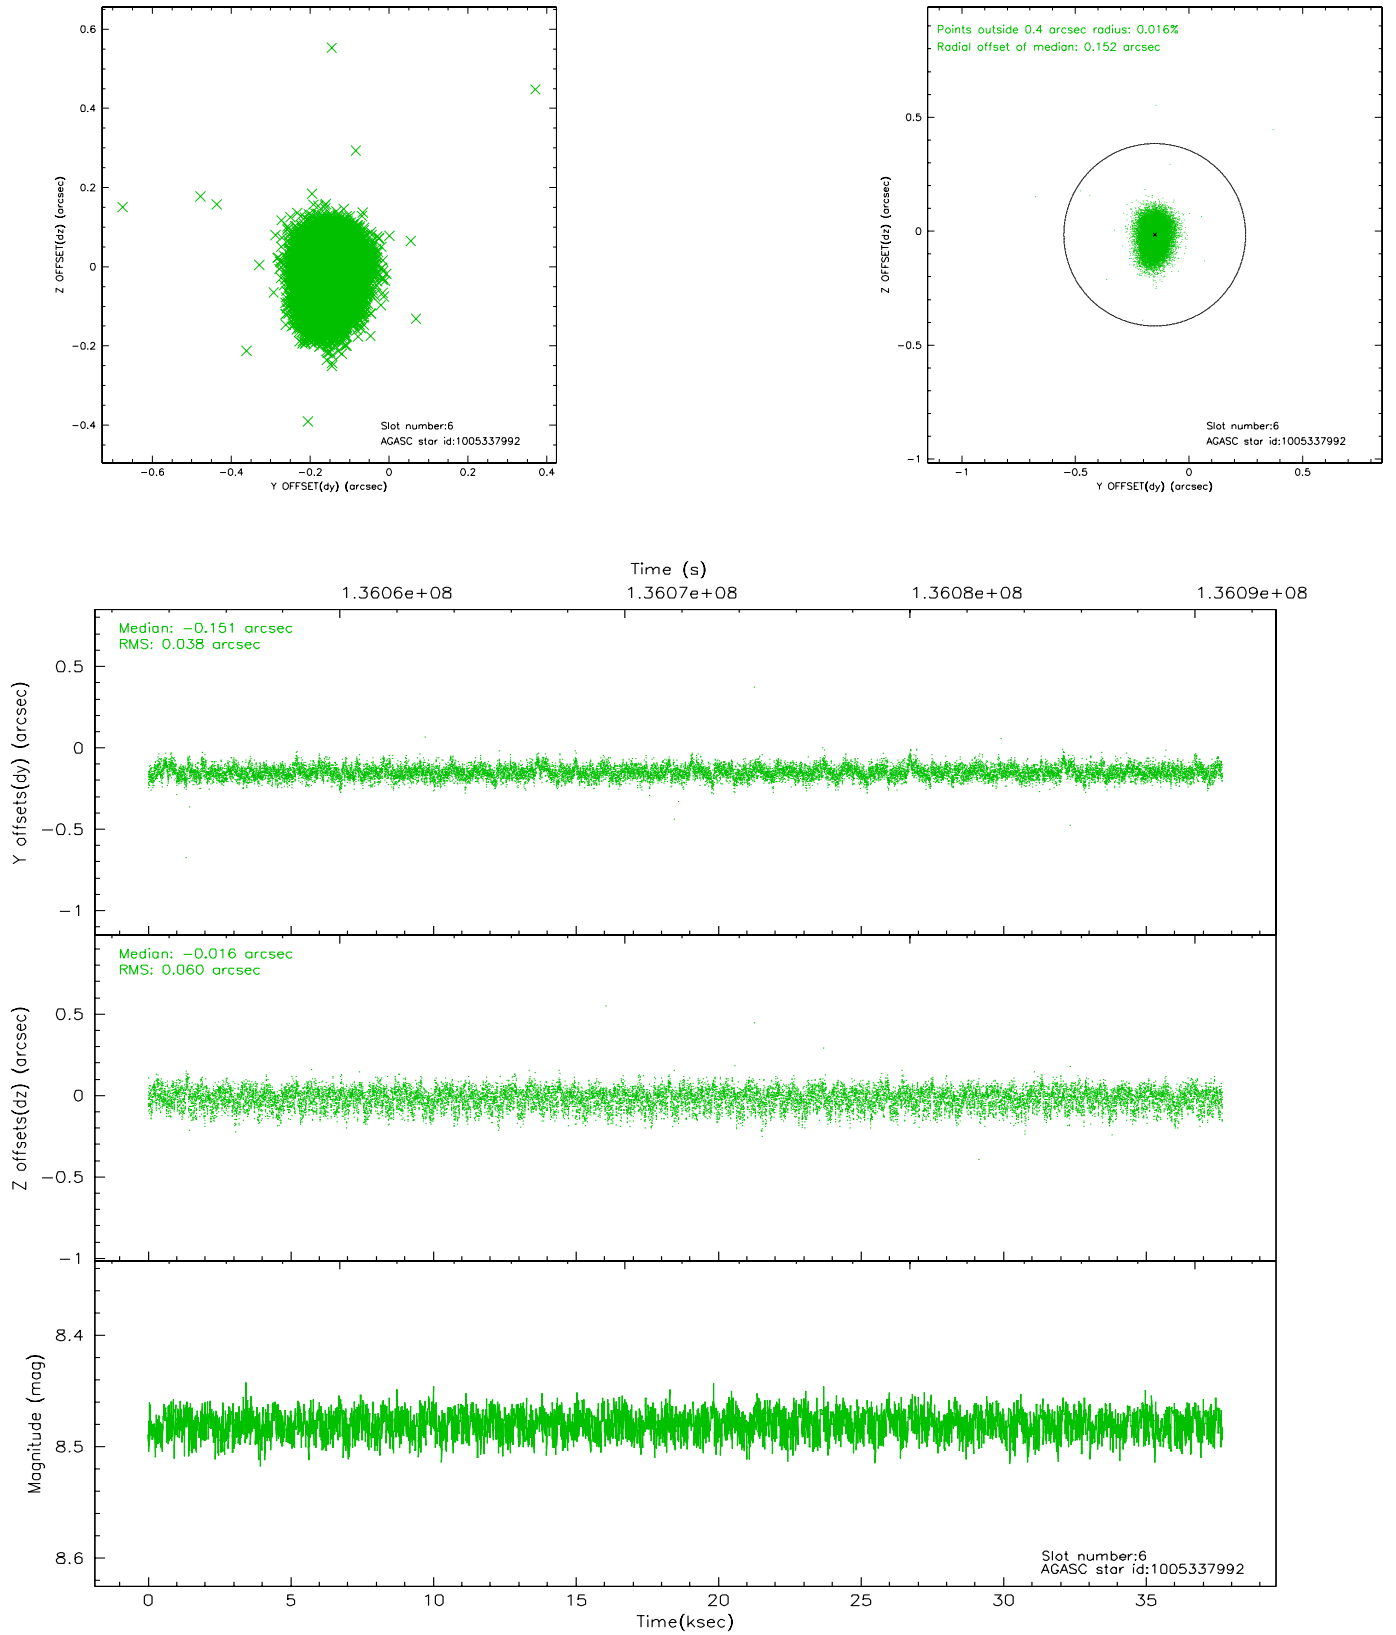 0.6
0.4
0.2
0
-0.2
-0.4
Z OFFSET(dz) (arcsec)
Slot number:6
AGASC star id:1005337992
-0.6 -0.4 -0.2 0 0.2 0.4
Y OFFSET(dy) (arcsec)
Points outside 0.4 arcsec radius: 0.016%
Radial offset of median: 0.152 arcsec
0.5
0
-0.5
-1
Z OFFSET(dz) (arcsec)
Slot number:6
AGASC star id:1005337992
-1 -0.5 0 0.5
Y OFFSET(dy) (arcsec)
Time (s)
1.3606e+08 1.3607e+08 1.3608e+08 1.3609e+08
Median: -0.151 arcsec
RMS: 0.038 arcsec
0.5
0
-0.5
-1
Y offsets(dy) (arcsec)
Median: -0.016 arcsec
RMS: 0.060 arcsec
0.5
0
-0.5
-1
Z offsets(dz) (arcsec)
8.4
8.5
8.6
Magnitude (mag)
Slot number:6
AGASC star id:1005337992
0 5 10 15 20 25 30 35
Time(ksec)